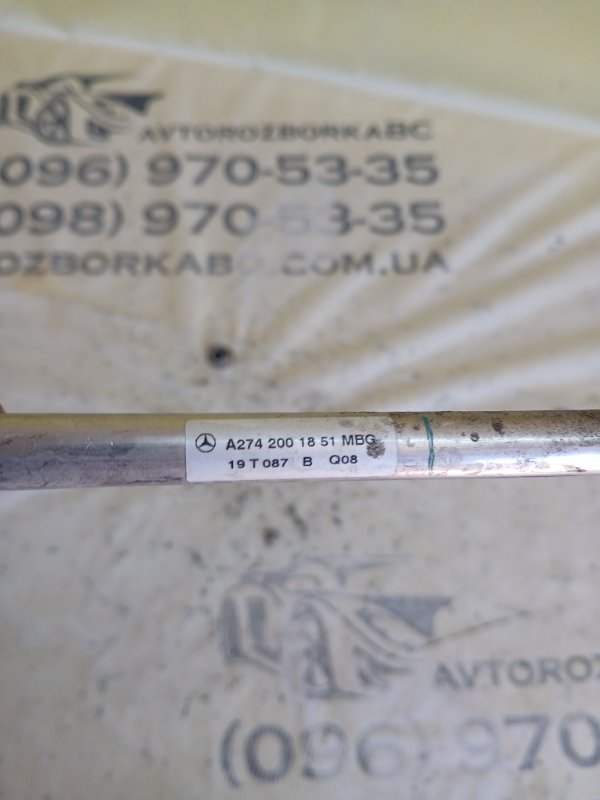 AVTOROZBORKABC
(096) 970-53-35
(098) 970-53-35
ROZBORKABC.COM.UA
A274 200 18 51 MBG
19 T 087 B Q08
AVTOROZ
(096) 970